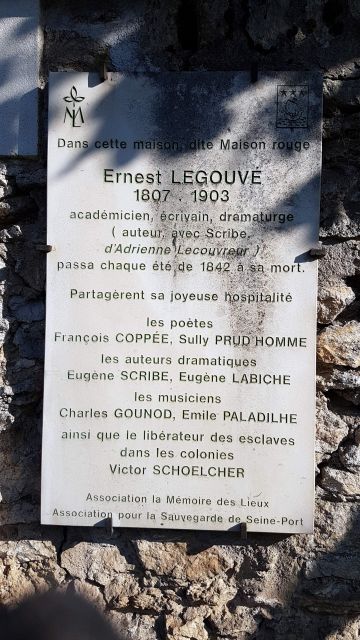 ML
Dans cette maison, dite Maison rouge
Ernest LEGOUVÉ
1807 - 1903
académicien, écrivain, dramaturge
( auteur, avec Scribe,
d'Adrienne Lecouvreur )
passa chaque été de 1842 à sa mort.
Partagèrent sa joyeuse hospitalité
les poètes
François COPPÉE, Sully PRUD'HOMME
les auteurs dramatiques
Eugène SCRIBE, Eugène LABICHE
les musiciens
Charles GOUNOD, Emile PALADILHE
ainsi que le libérateur des esclaves
dans les colonies
Victor SCHOELCHER
Association la Mémoire des Lieux
Association pour la Sauvegarde de Seine-Port